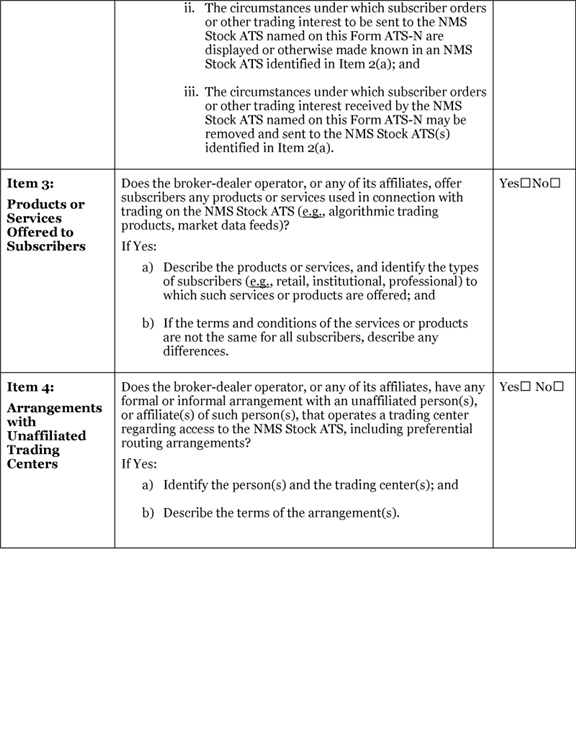 ii. The circumstances under which subscriber orders
or other trading interest to be sent to the NMS
Stock ATS named on this Form ATS-N are
displayed or otherwise made known in an NMS
Stock ATS identified in Item 2(a); and
iii. The circumstances under which subscriber orders
or other trading interest received by the NMS
Stock ATS named on this Form ATS-N may be
removed and sent to the NMS Stock ATS(s)
identified in Item 2(a).
Item 3:
Products or
Services
Offered to
Subscribers
Does the broker-dealer operator, or any of its affiliates, offer
subscribers any products or services used in connection with
trading on the NMS Stock ATS (e.g., algorithmic trading
products, market data feeds)?
If Yes:
a) Describe the products or services, and identify the types
of subscribers (e.g., retail, institutional, professional) to
which such services or products are offered; and
b) If the terms and conditions of the services or products
are not the same for all subscribers, describe any
differences.
Yes☐No☐
Item 4:
Arrangements
with
Unaffiliated
Trading
Centers
Does the broker-dealer operator, or any of its affiliates, have any
formal or informal arrangement with an unaffiliated person(s),
or affiliate(s) of such person(s), that operates a trading center
regarding access to the NMS Stock ATS, including preferential
routing arrangements?
If Yes:
a) Identify the person(s) and the trading center(s); and
b) Describe the terms of the arrangement(s).
Yes☐ No☐